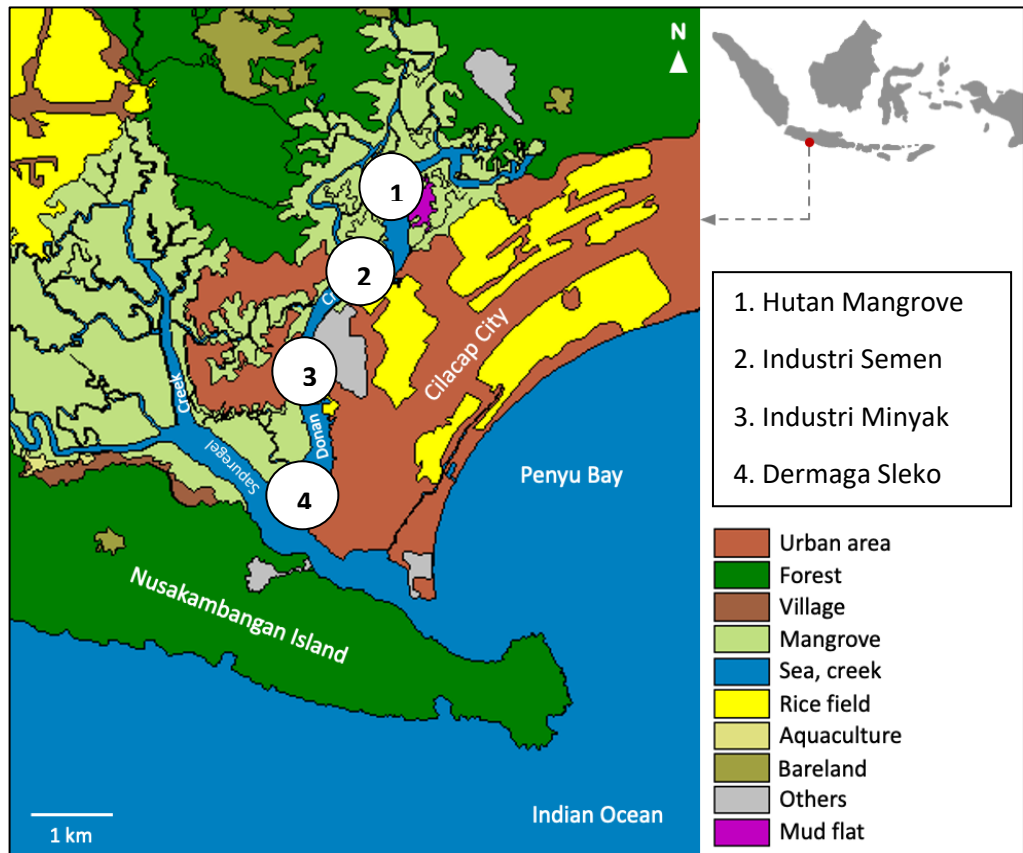 N
1
2
Cr
3
Creek
Donan
Sapuregel
4
Cilacap City
Penyu Bay
Nusakambangan Island
Indian Ocean
1 km
1. Hutan Mangrove
2. Industri Semen
3. Industri Minyak
4. Dermaga Sleko
Urban area
Forest
Village
Mangrove
Sea, creek
Rice field
Aquaculture
Bareland
Others
Mud flat